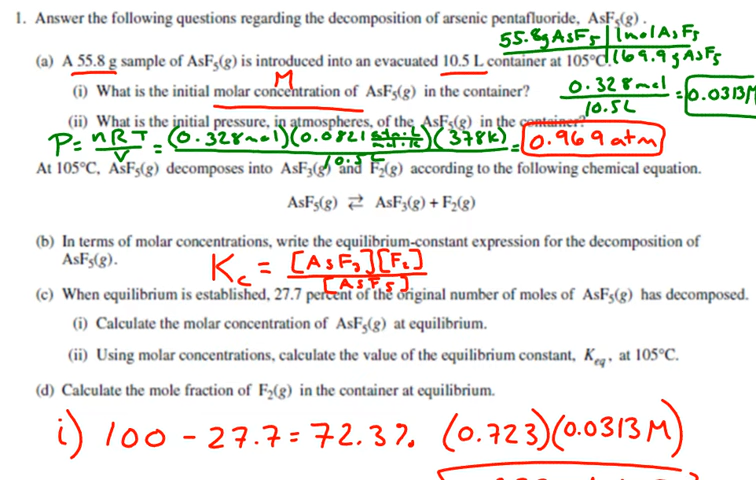 1. Answer the following questions regarding the decomposition of arsenic pentafluoride, AsF₅(g).
55.8g AsF₅ | 1 mol AsF₅
169.9g AsF₅
(a) A 55.8 g sample of AsF₅(g) is introduced into an evacuated 10.5 L container at 105°C.
M
0.328 mol
(i) What is the initial molar concentration of AsF₅(g) in the container?
10.5L
= 0.0313M
(ii) What is the initial pressure, in atmospheres, of the AsF₅(g) in the container?
P = nRT/V = (0.328mol)(0.0821 atm·L/mol·K)(378K)/10.5L = 0.969 atm
At 105°C, AsF₅(g) decomposes into AsF₃(g) and F₂(g) according to the following chemical equation.
AsF₅(g) ⇄ AsF₃(g) + F₂(g)
(b) In terms of molar concentrations, write the equilibrium-constant expression for the decomposition of
AsF₅(g).
Kc = [AsF₃][F₂]/[AsF₅]
(c) When equilibrium is established, 27.7 percent of the original number of moles of AsF₅(g) has decomposed.
(i) Calculate the molar concentration of AsF₅(g) at equilibrium.
(ii) Using molar concentrations, calculate the value of the equilibrium constant, Keq, at 105°C.
(d) Calculate the mole fraction of F₂(g) in the container at equilibrium.
i) 100 - 27.7 = 72.3% (0.723)(0.0313M)